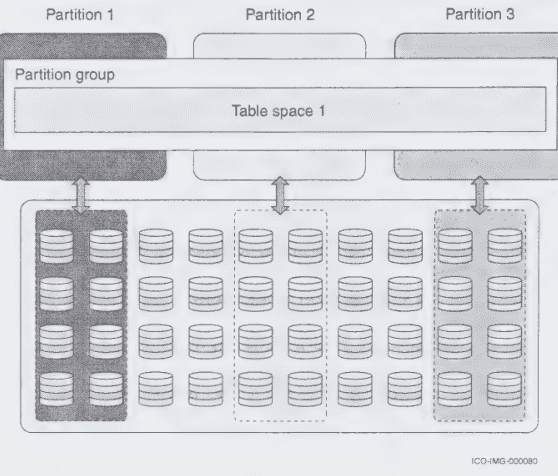 Partition 1 Partition 2 Partition 3
Partition group
Table space 1
ICO-IMG-000080